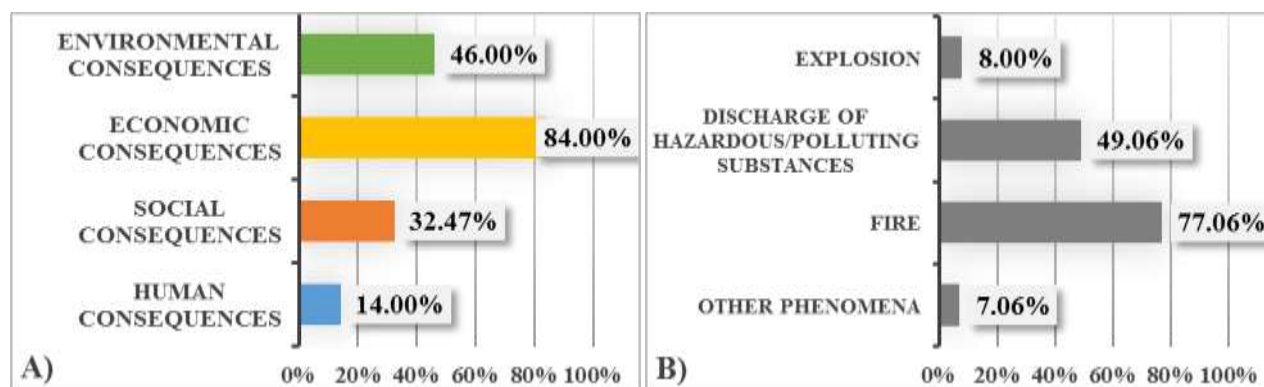 ENVIRONMENTAL
CONSEQUENCES
46.00%
ECONOMIC
CONSEQUENCES
84.00%
SOCIAL
CONSEQUENCES
32.47%
HUMAN
CONSEQUENCES
14.00%
A)
0% 20% 40% 60% 80% 100%
EXPLOSION
8.00%
DISCHARGE OF
HAZARDOUS/POLLUTING
SUBSTANCES
49.06%
FIRE
77.06%
OTHER PHENOMENA
7.06%
B)
0% 20% 40% 60% 80% 100%